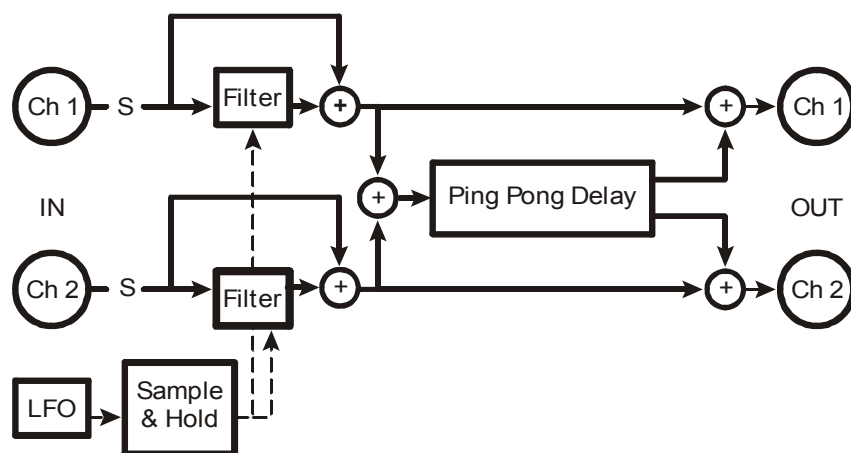 Ch 1
S
Filter
+
+
Ch 1
IN
+
Ping Pong Delay
OUT
Ch 2
S
Filter
+
+
Ch 2
LFO
Sample
& Hold